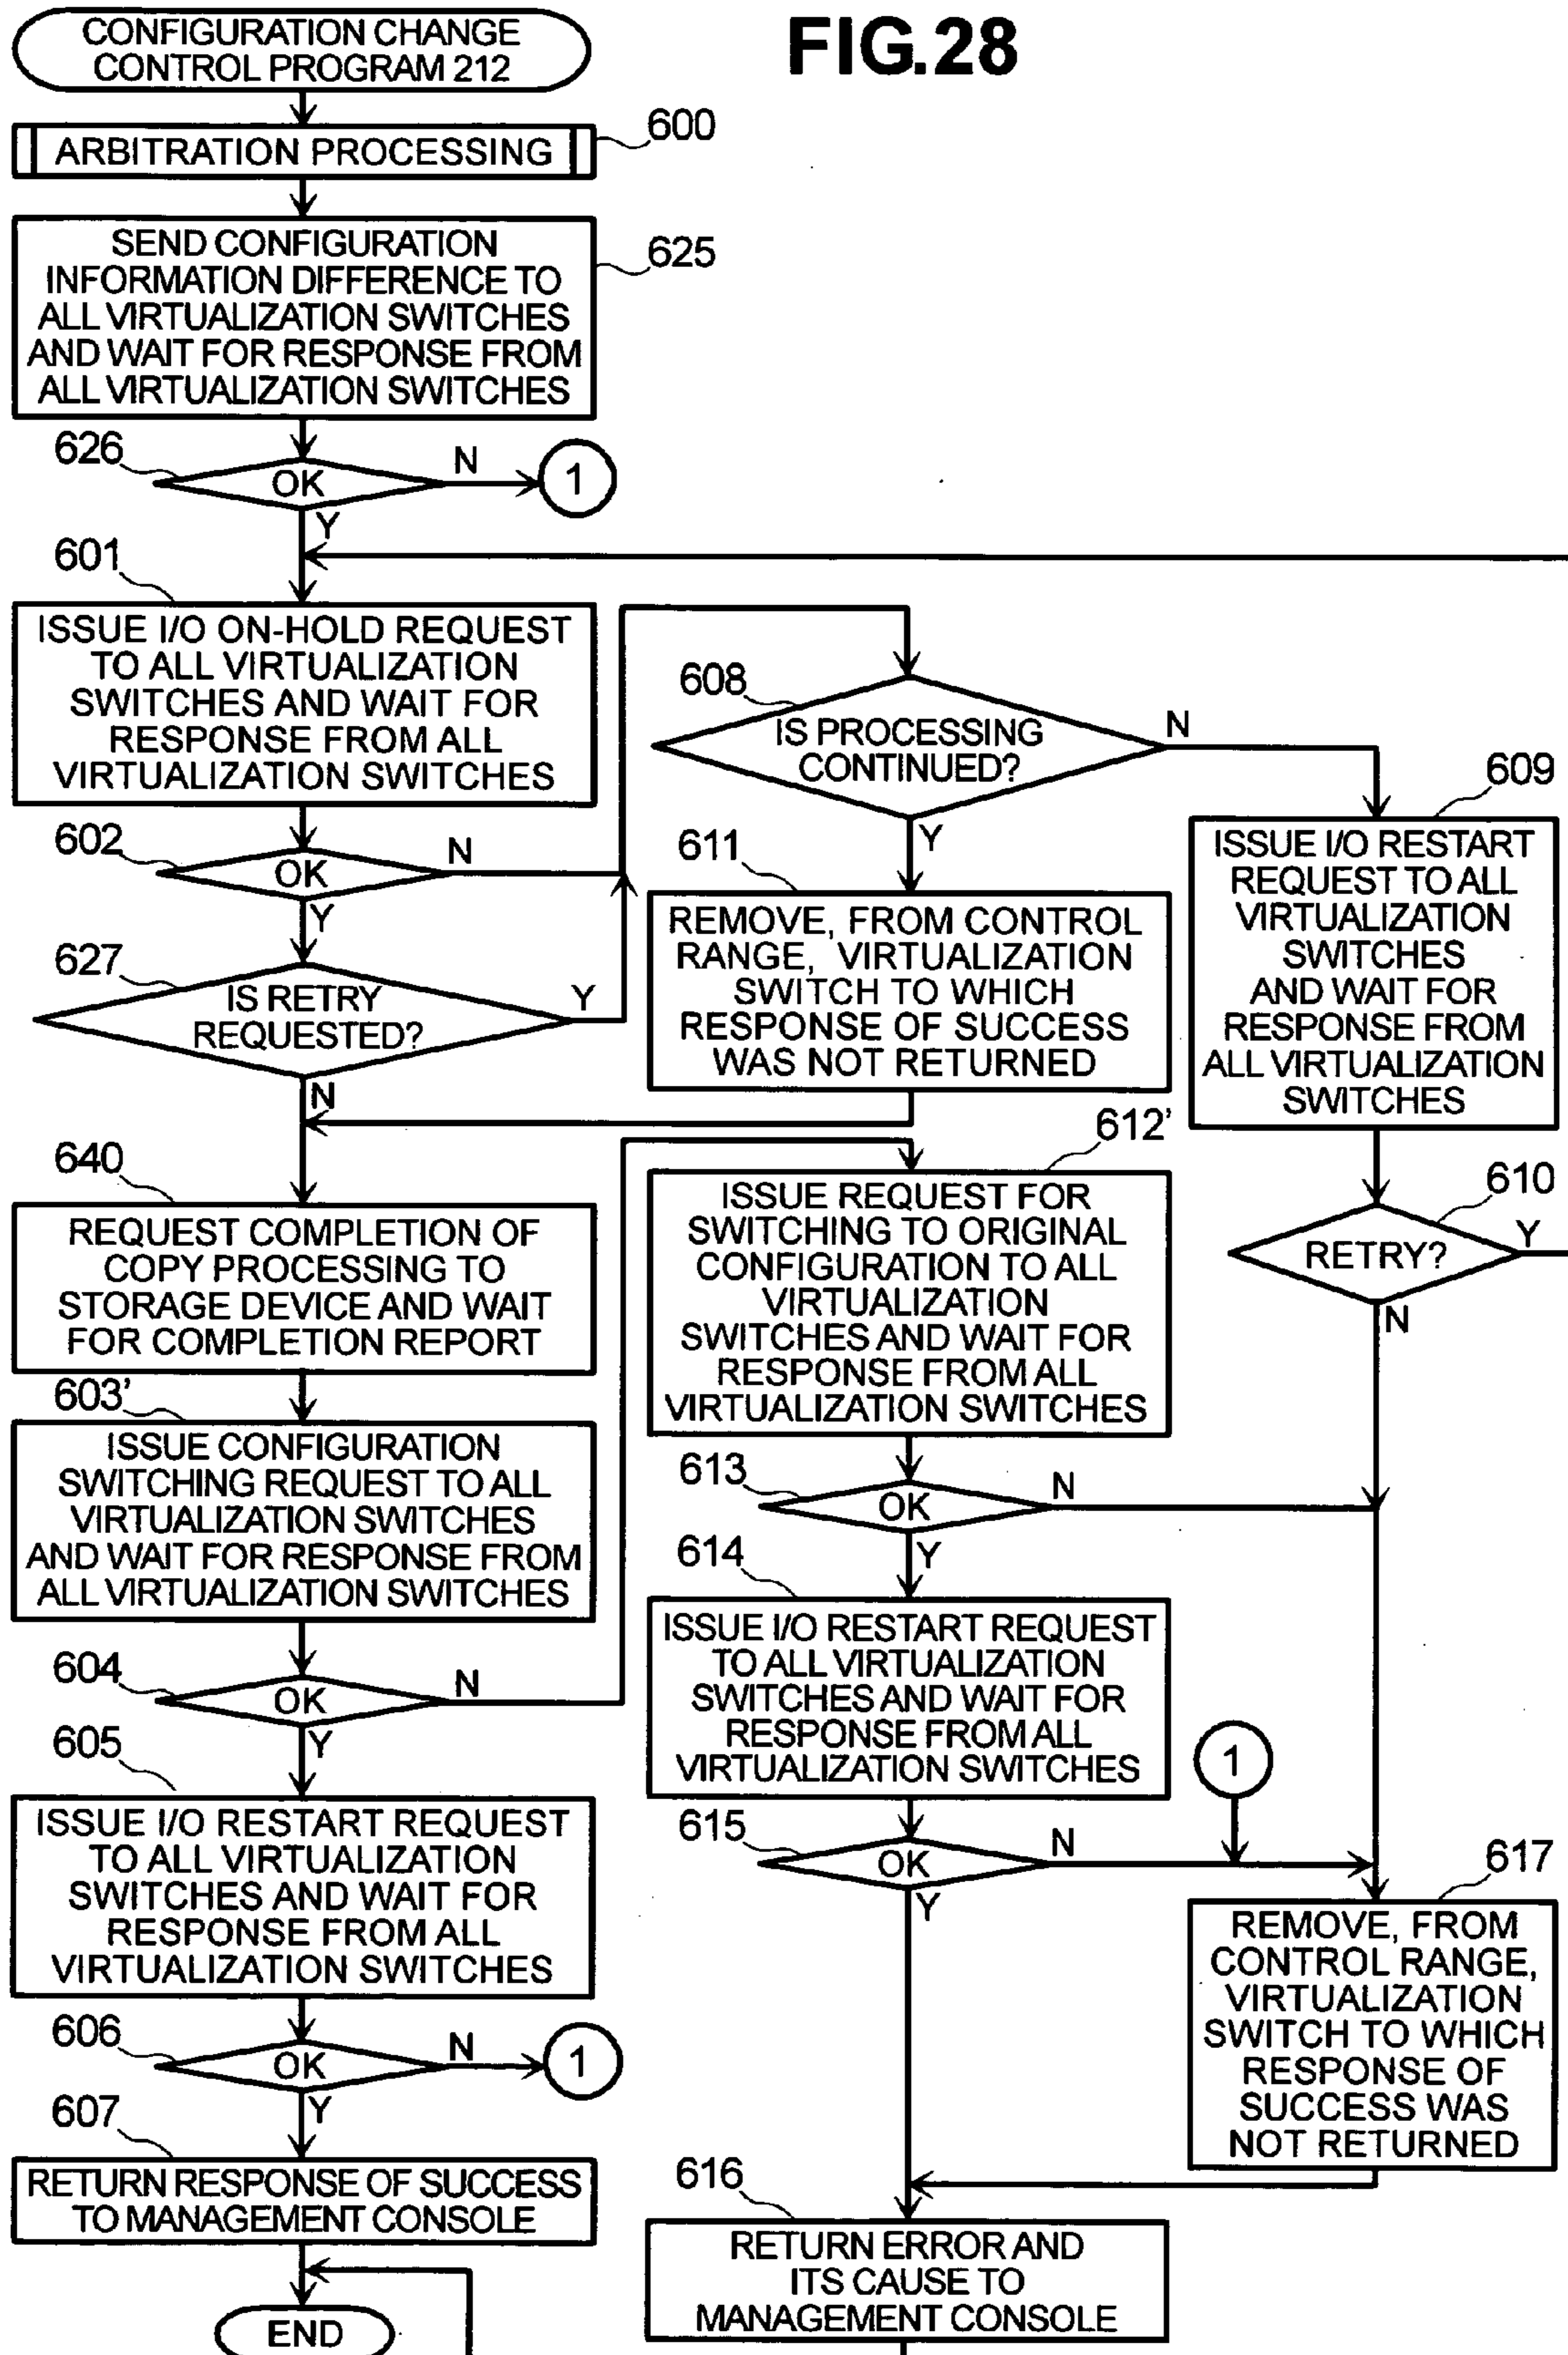 FIG.28
CONFIGURATION CHANGE
CONTROL PROGRAM 212
ARBITRATION PROCESSING
600
SEND CONFIGURATION
INFORMATION DIFFERENCE TO
ALL VIRTUALIZATION SWITCHES
AND WAIT FOR RESPONSE FROM
ALL VIRTUALIZATION SWITCHES
625
626
OK
N
1
Y
601
ISSUE I/O ON-HOLD REQUEST
TO ALL VIRTUALIZATION
SWITCHES AND WAIT FOR
RESPONSE FROM ALL
VIRTUALIZATION SWITCHES
602
OK
N
Y
627
IS RETRY
REQUESTED?
Y
N
640
REQUEST COMPLETION OF
COPY PROCESSING TO
STORAGE DEVICE AND WAIT
FOR COMPLETION REPORT
603'
ISSUE CONFIGURATION
SWITCHING REQUEST TO ALL
VIRTUALIZATION SWITCHES
AND WAIT FOR RESPONSE FROM
ALL VIRTUALIZATION SWITCHES
604
OK
N
Y
605
ISSUE I/O RESTART REQUEST
TO ALL VIRTUALIZATION
SWITCHES AND WAIT FOR
RESPONSE FROM ALL
VIRTUALIZATION SWITCHES
606
OK
N
1
Y
607
RETURN RESPONSE OF SUCCESS
TO MANAGEMENT CONSOLE
END
608
IS PROCESSING
CONTINUED?
N
Y
611
REMOVE, FROM CONTROL
RANGE, VIRTUALIZATION
SWITCH TO WHICH
RESPONSE OF SUCCESS
WAS NOT RETURNED
612'
ISSUE REQUEST FOR
SWITCHING TO ORIGINAL
CONFIGURATION TO ALL
VIRTUALIZATION
SWITCHES AND WAIT FOR
RESPONSE FROM ALL
VIRTUALIZATION SWITCHES
613
OK
N
Y
614
ISSUE I/O RESTART REQUEST
TO ALL VIRTUALIZATION
SWITCHES AND WAIT FOR
RESPONSE FROM ALL
VIRTUALIZATION SWITCHES
615
OK
N
Y
616
RETURN ERROR AND
ITS CAUSE TO
MANAGEMENT CONSOLE
609
ISSUE I/O RESTART
REQUEST TO ALL
VIRTUALIZATION
SWITCHES
AND WAIT FOR
RESPONSE FROM
ALL VIRTUALIZATION
SWITCHES
610
RETRY?
Y
N
1
617
REMOVE, FROM
CONTROL RANGE,
VIRTUALIZATION
SWITCH TO WHICH
RESPONSE OF
SUCCESS WAS
NOT RETURNED